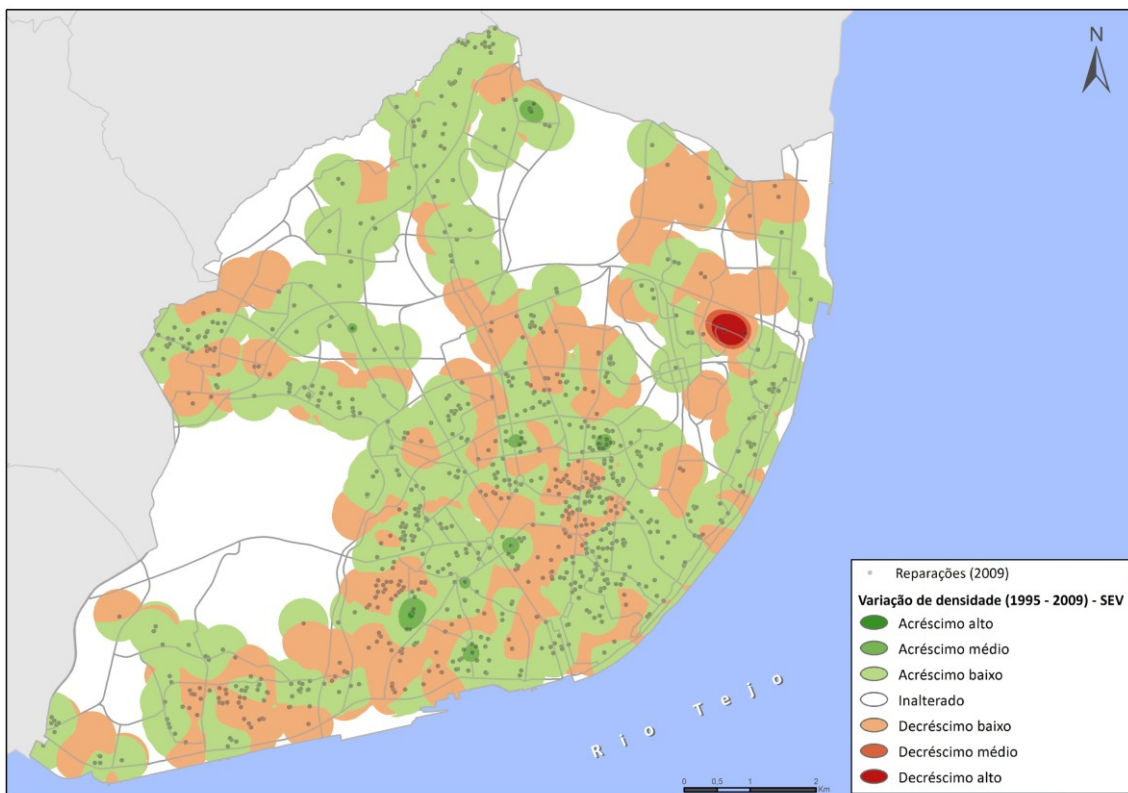 N
Rio Tejo
Reparações (2009)
Variação de densidade (1995 - 2009) - SEV
Acréscimo alto
Acréscimo médio
Acréscimo baixo
Inalterado
Decréscimo baixo
Decréscimo médio
Decréscimo alto
0 0,5 1 2
Km